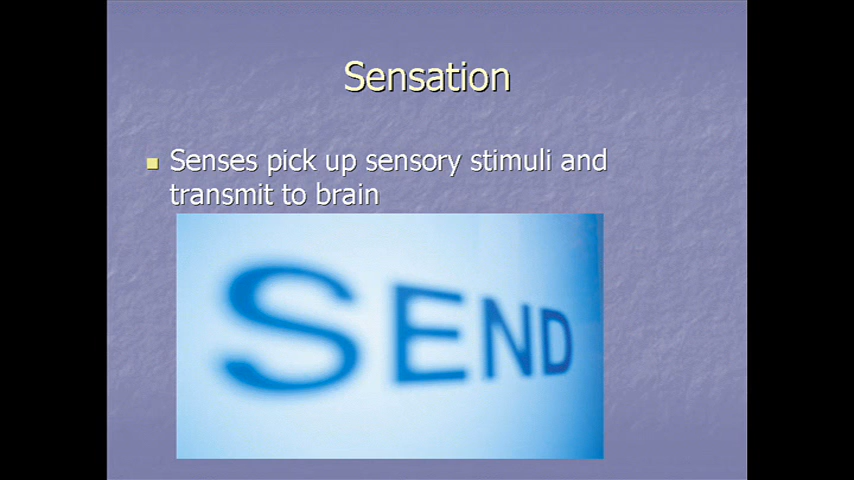 Sensation
Senses pick up sensory stimuli and
transmit to brain
SEND